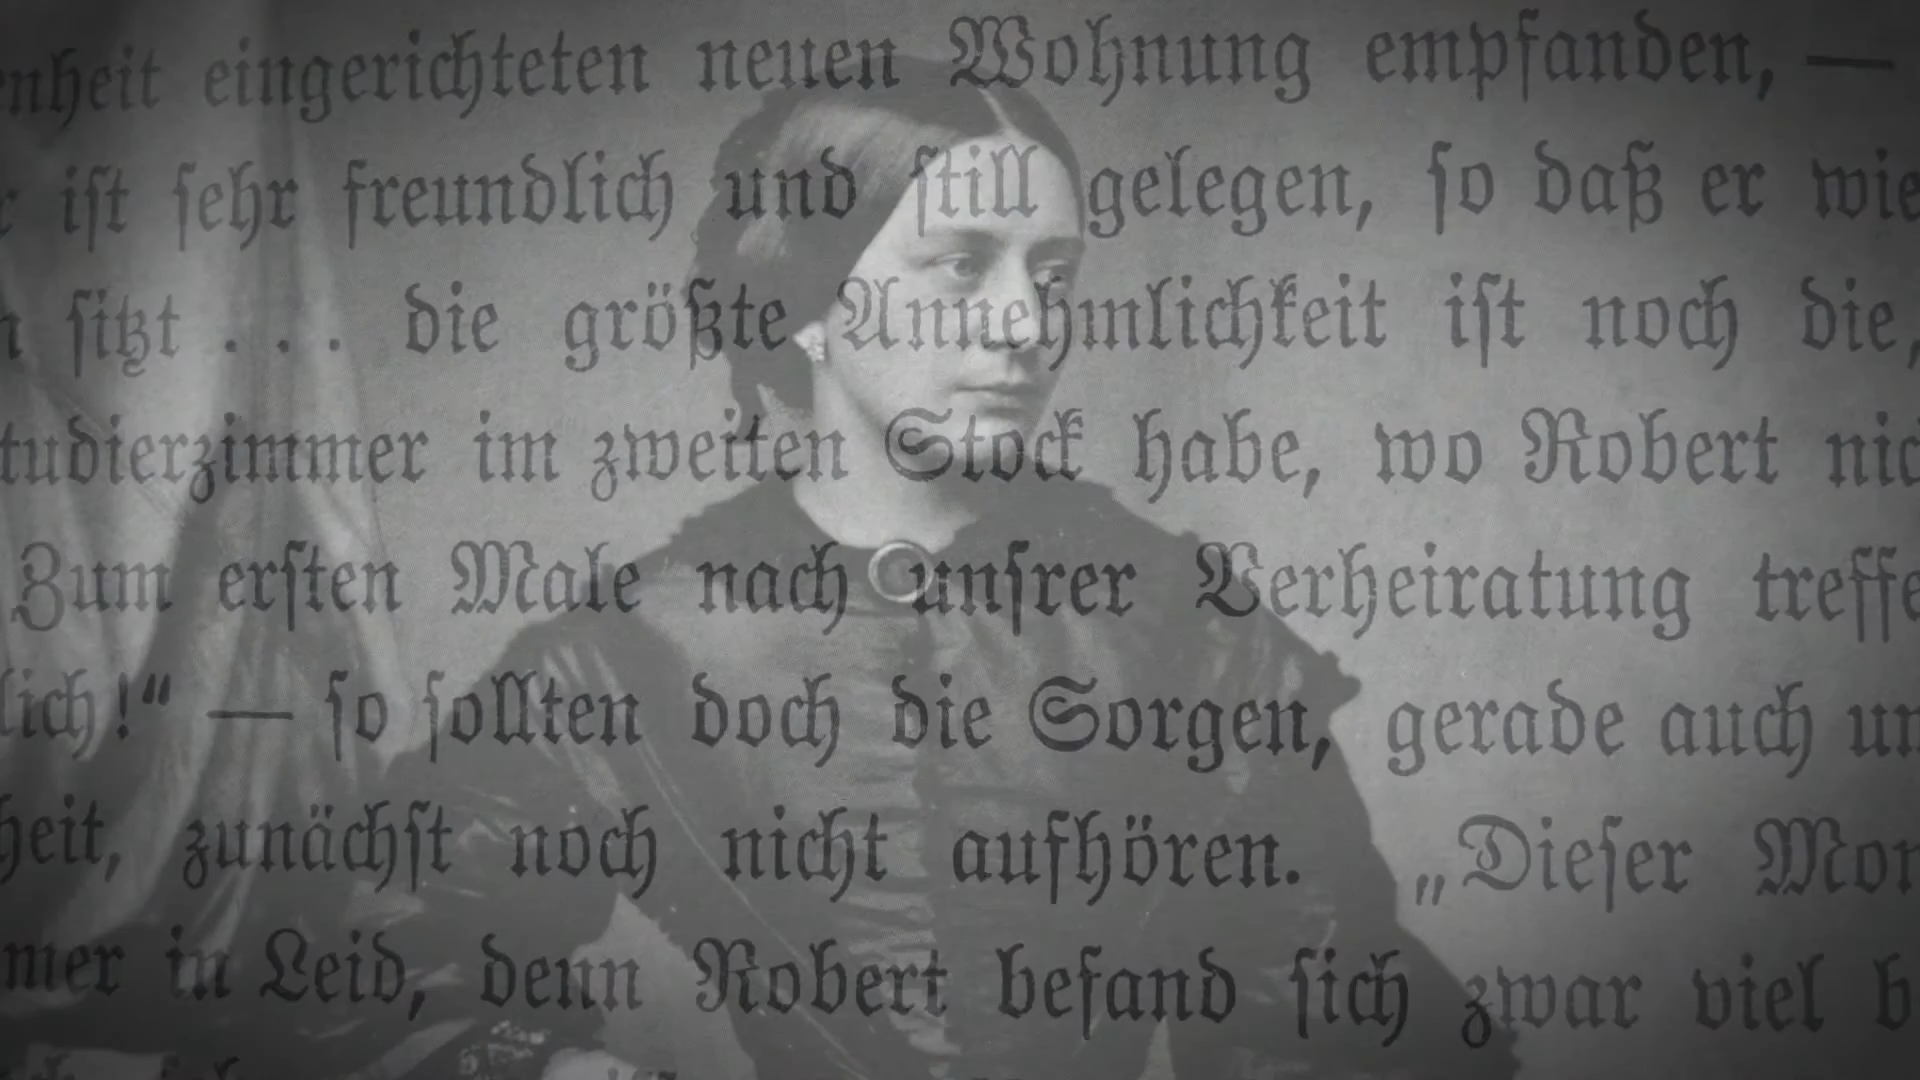 enheit eingerichteten neuen Wohnung empfanden, —
r ist sehr freundlich und still gelegen, so daß er wie
n sitzt . . . die größte Annehmlichkeit ist noch die,
tudierzimmer im zweiten Stock habe, wo Robert nic
Zum ersten Male nach unsrer Verheiratung treffe
lich!“ — so sollten doch die Sorgen, gerade auch un
heit, zunächst noch nicht aufhören. „Dieser Mon
mer in Leid, denn Robert befand sich zwar viel b